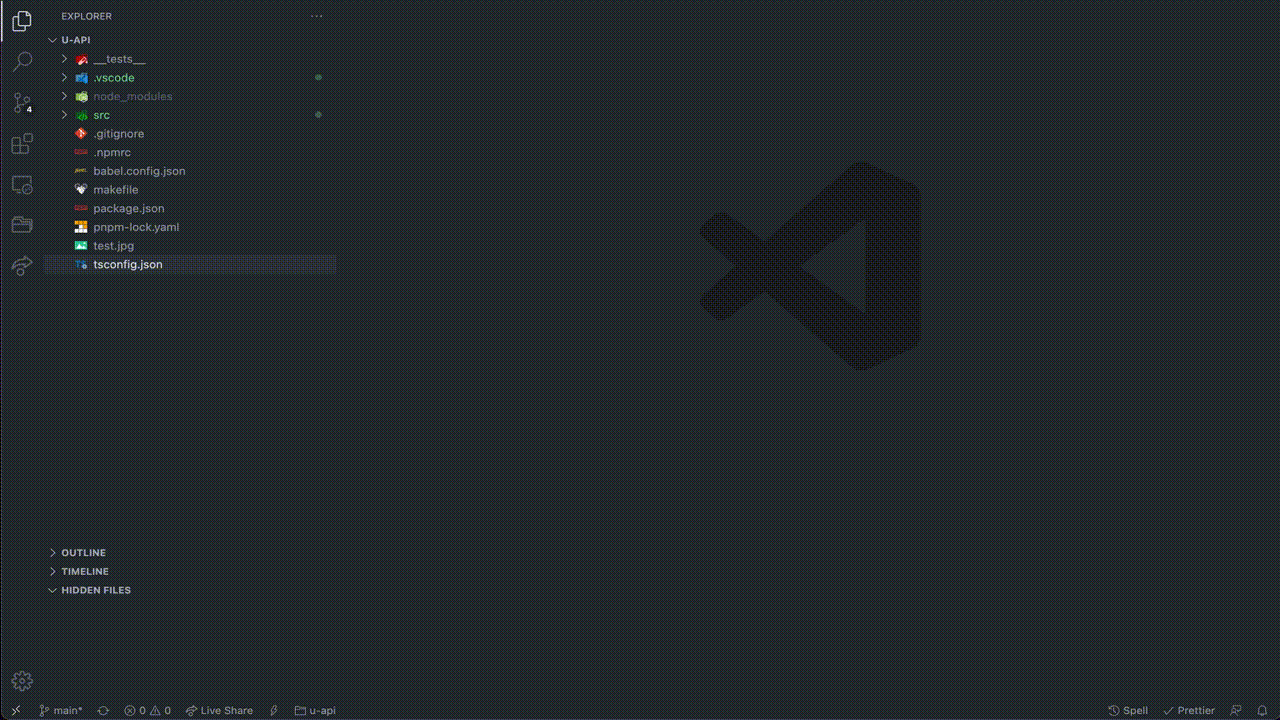 EXPLORER
U-API
__tests__
.vscode
node_modules
src
.gitignore
.npmrc
babel.config.json
makefile
package.json
pnpm-lock.yaml
test.jpg
tsconfig.json
OUTLINE
TIMELINE
HIDDEN FILES
4
main* 0 0 Live Share u-api Spell Prettier